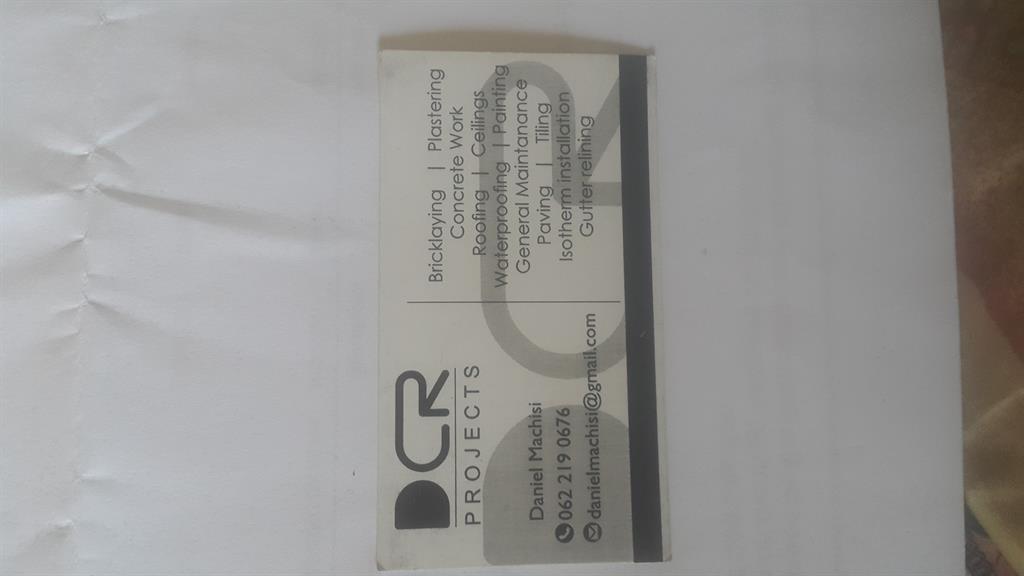 DCR
PROJECTS
Daniel Machisi
062 219 0676
danielmachisi@gmail.com
Bricklaying | Plastering
Concrete Work
Roofing | Ceilings
Waterproofing | Painting
General Maintanance
Paving | Tiling
Isotherm installation
Gutter relining